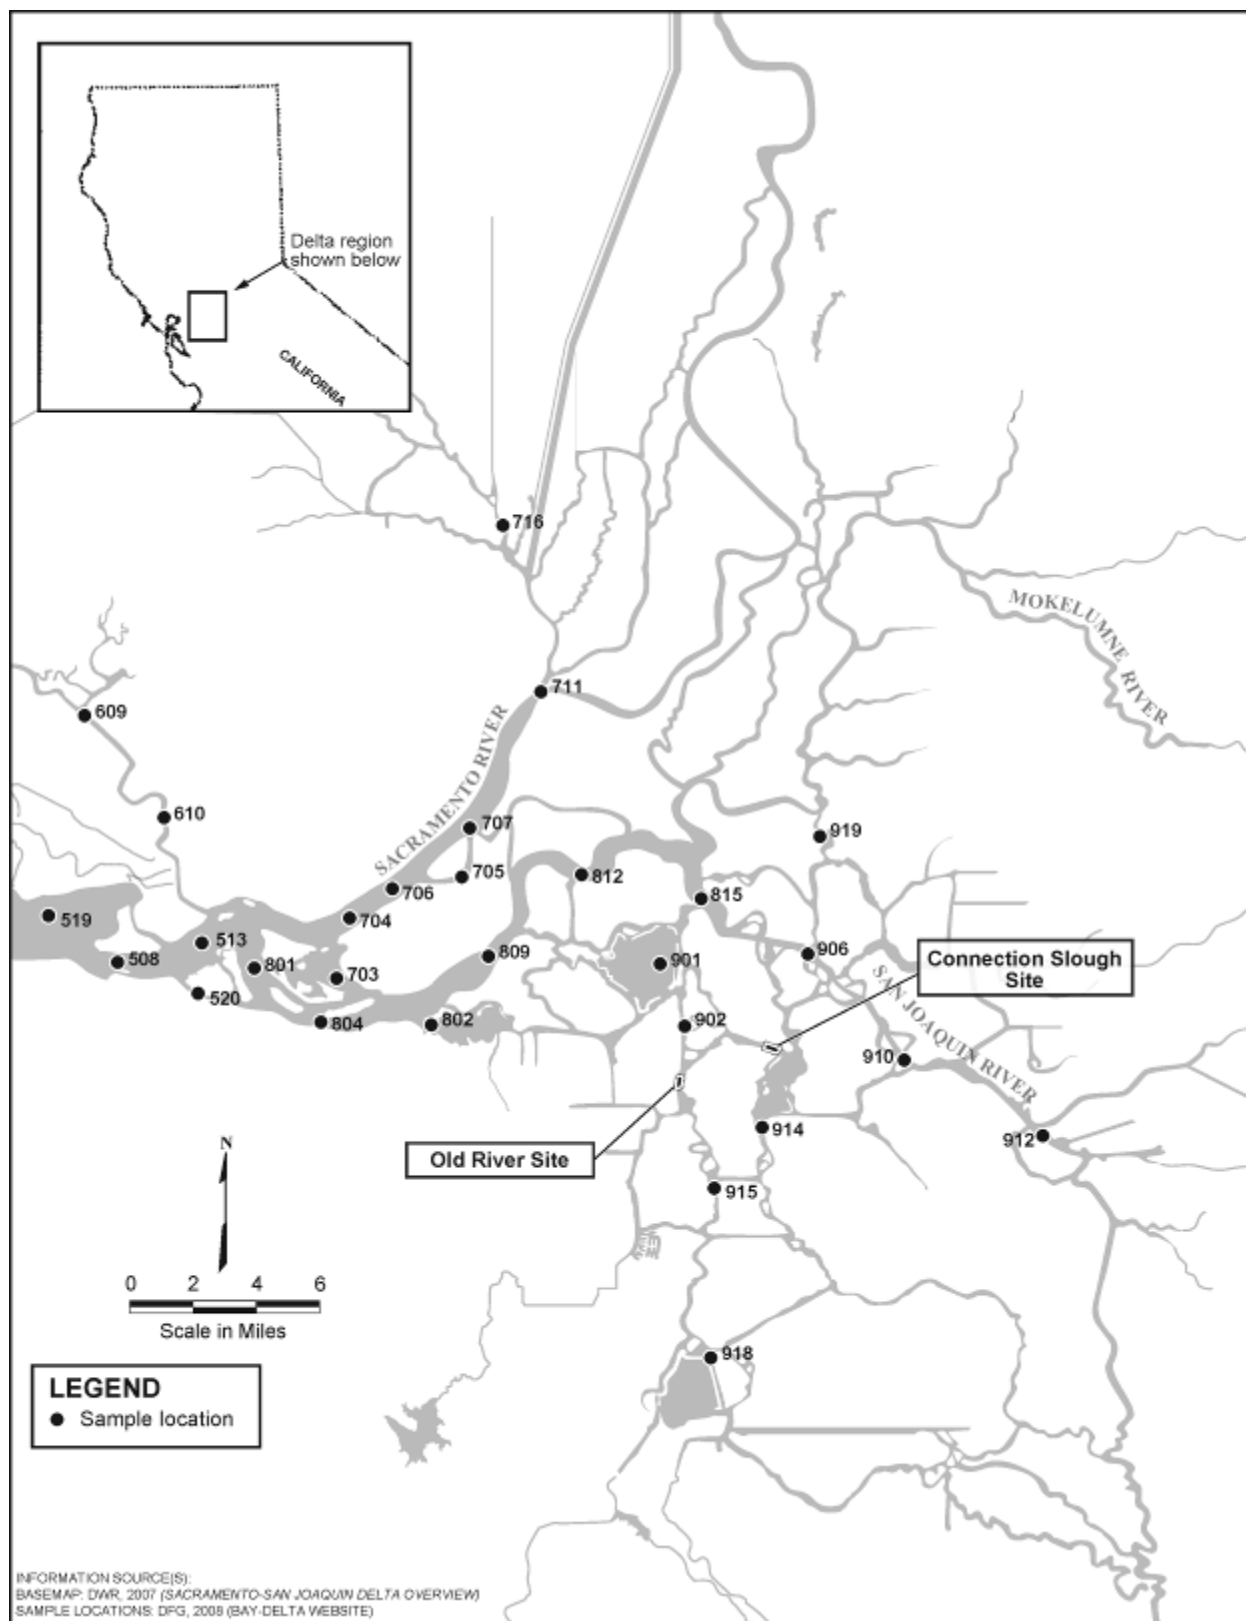 Delta region
shown below
CALIFORNIA
716
MOKELUMNE RIVER
711
609
SACRAMENTO RIVER
610
707
919
705
812
706
815
519
704
513
906
Connection Slough
Site
508
801
809
901
703
SAN JOAQUIN RIVER
520
804
802
902
910
914
912
N
Old River Site
915
0 2 4 6
Scale in Miles
918
LEGEND
Sample location
INFORMATION SOURCE(S):
BASEMAP: DWR, 2007 (SACRAMENTO-SAN JOAQUIN DELTA OVERVIEW)
SAMPLE LOCATIONS: DFG, 2008 (BAY-DELTA WEBSITE)